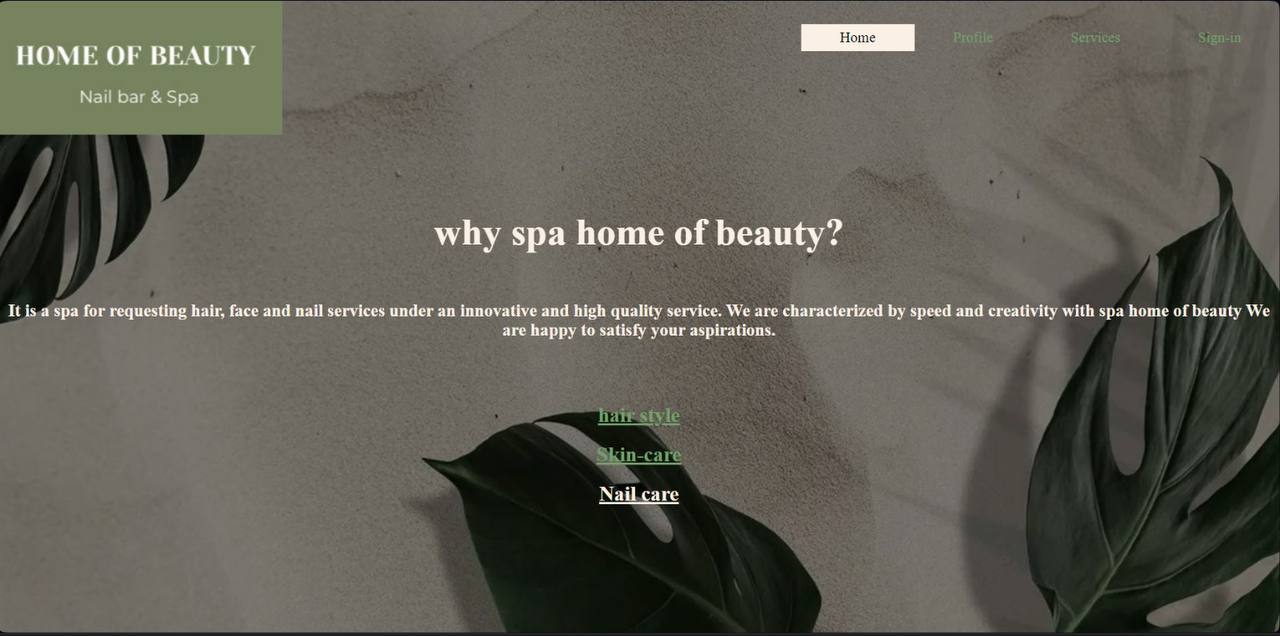 HOME OF BEAUTY
Nail bar & Spa
Home
Profile
Services
Sign-in
why spa home of beauty?
It is a spa for requesting hair, face and nail services under an innovative and high quality service. We are characterized by speed and creativity with spa home of beauty We
are happy to satisfy your aspirations.
hair style
Skin-care
Nail care